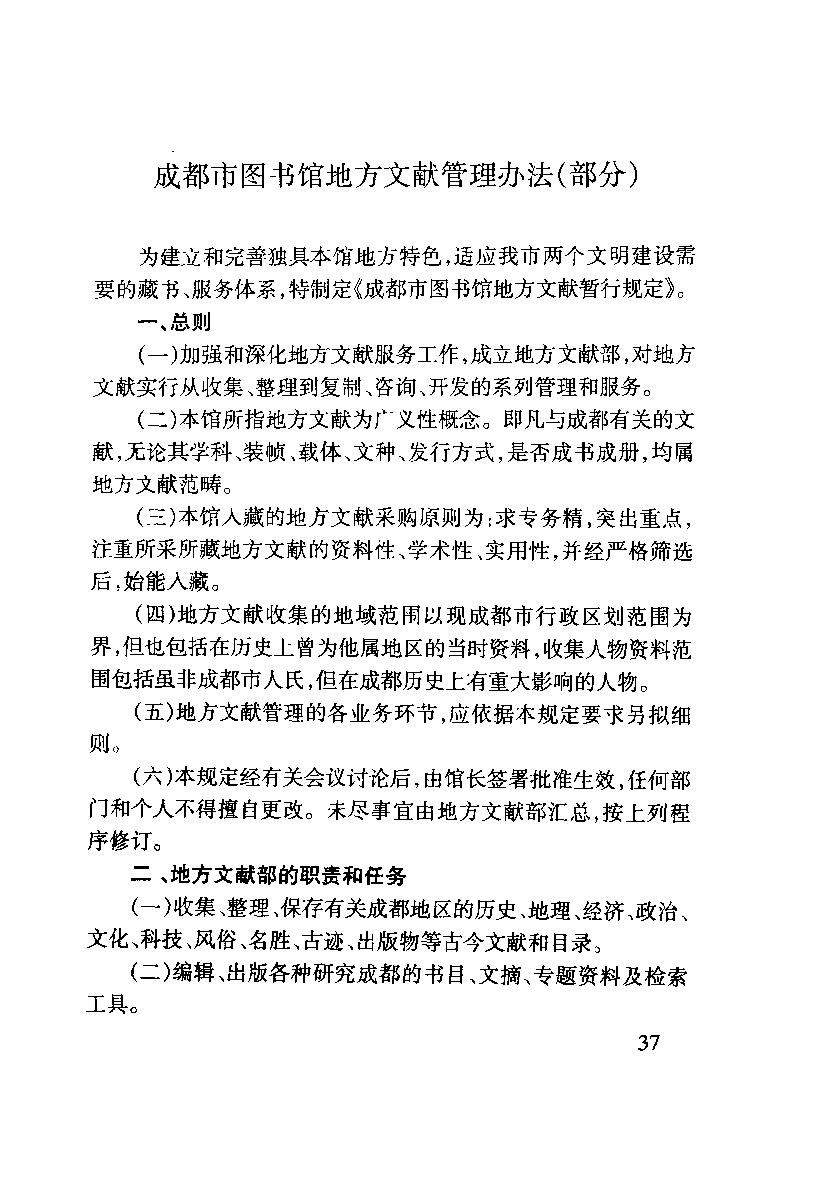 成都市图书馆地方文献管理办法(部分)
为建立和完善独具本馆地方特色,适应我市两个文明建设需
要的藏书、服务体系,特制定《成都市图书馆地方文献暂行规定》。
一、总则
(一)加强和深化地方文献服务工作,成立地方文献部,对地方
文献实行从收集、整理到复制、咨询、开发的系列管理和服务。
(二)本馆所指地方文献为广义性概念。即凡与成都有关的文
献,无论其学科、装帧、载体、文种、发行方式,是否成书成册,均属
地方文献范畴。
(三)本馆入藏的地方文献采购原则为:求专务精,突出重点,
注重所采所藏地方文献的资料性、学术性、实用性,并经严格筛选
后,始能入藏。
(四)地方文献收集的地域范围以现成都市行政区划范围为
界,但也包括在历史上曾为他属地区的当时资料,收集人物资料范
围包括虽非成都市人氏,但在成都历史上有重大影响的人物。
(五)地方文献管理的各业务环节,应依据本规定要求另拟细
则。
(六)本规定经有关会议讨论后,由馆长签署批准生效,任何部
门和个人不得擅自更改。未尽事宜由地方文献部汇总,按上列程
序修订。
二、地方文献部的职责和任务
(一)收集、整理、保存有关成都地区的历史、地理、经济、政治、
文化、科技、风俗、名胜、古迹、出版物等古今文献和目录。
(二)编辑、出版各种研究成都的书目、文摘、专题资料及检索
工具。
37